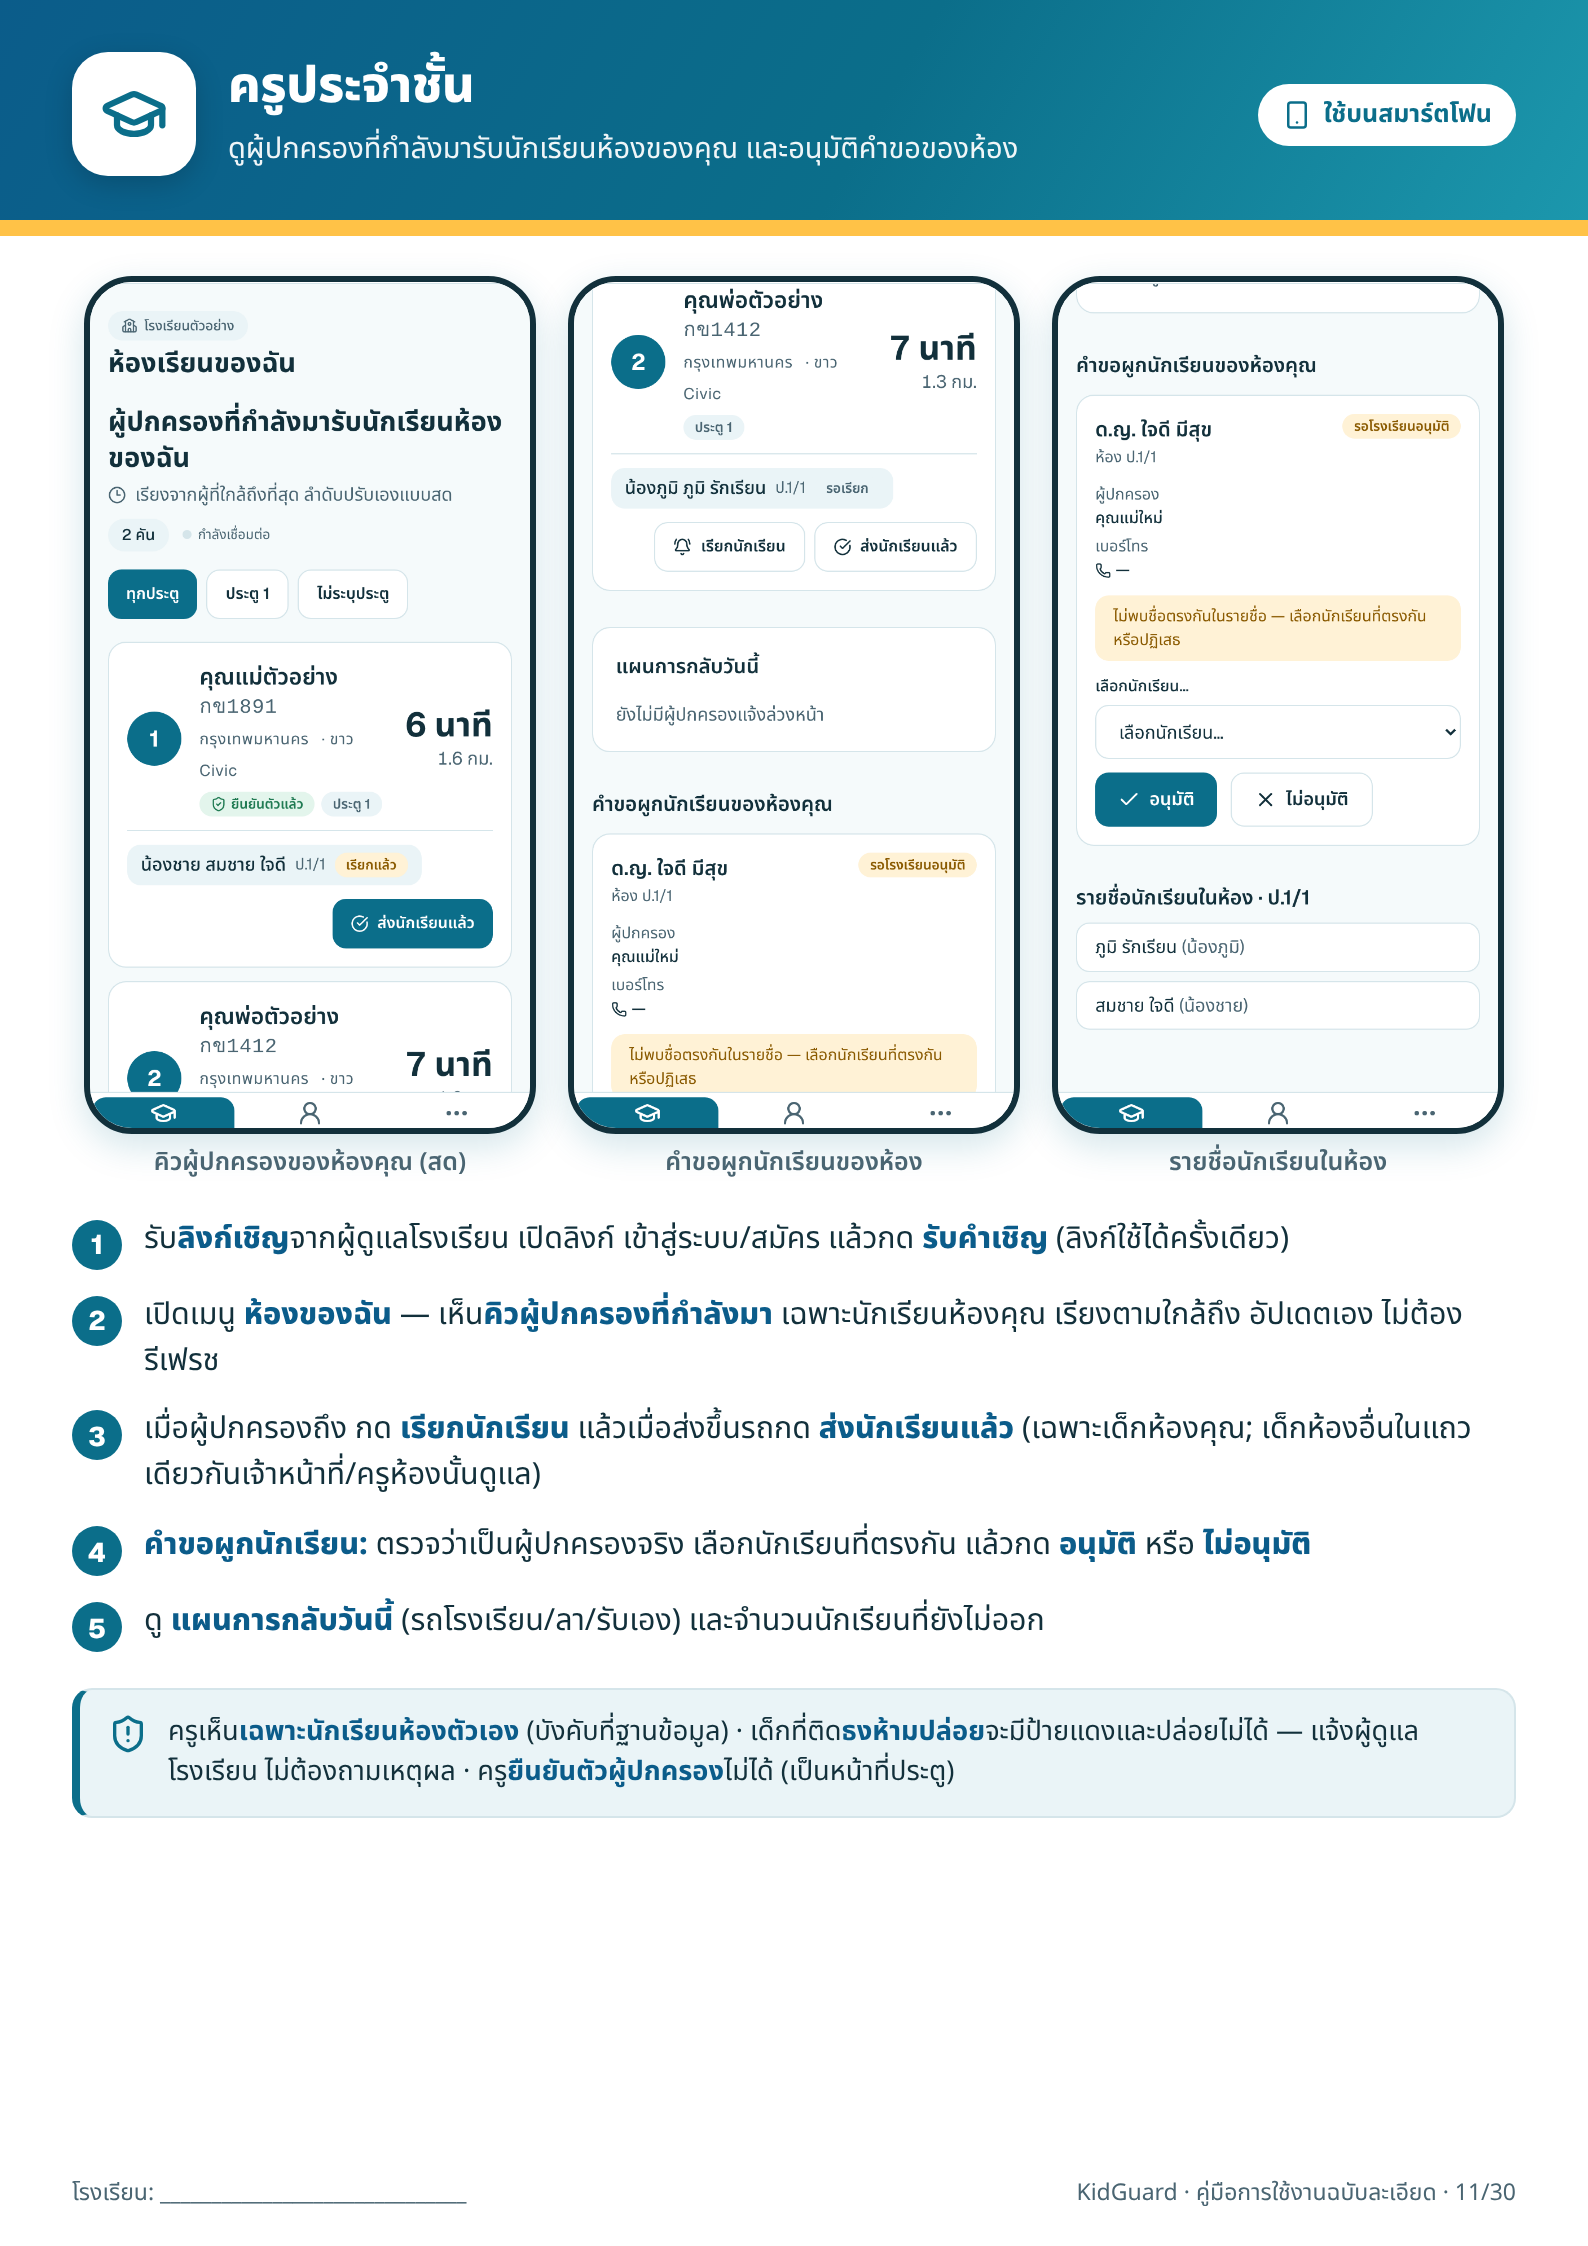 ครูประจำชั้น
ดูผู้ปกครองที่กำลังมารับนักเรียนห้องของคุณ และอนุมัติคำขอของห้อง
ใช้บนสมาร์ตโฟน
โรงเรียนตัวอย่าง
ห้องเรียนของฉัน
ผู้ปกครองที่กำลังมารับนักเรียนห้อง
ของฉัน
เรียงจากผู้ที่ใกล้ถึงที่สุด ลำดับปรับเองแบบสด
2 คัน กำลังเชื่อมต่อ
ทุกประตู ประตู 1 ไม่ระบุประตู
คุณแม่ตัวอย่าง
กข1891
1 กรุงเทพมหานคร · ขาว 6 นาที
Civic 1.6 กม.
ยืนยันตัวแล้ว ประตู 1
น้องชาย สมชาย ใจดี ป.1/1 เรียกแล้ว
ส่งนักเรียนแล้ว
คุณพ่อตัวอย่าง
กข1412
2 กรุงเทพมหานคร · ขาว 7 นาที
คิวผู้ปกครองของห้องคุณ (สด)
คุณพ่อตัวอย่าง
กข1412
2 กรุงเทพมหานคร · ขาว 7 นาที
Civic 1.3 กม.
ประตู 1
น้องภูมิ ภูมิ รักเรียน ป.1/1 รอเรียก
เรียกนักเรียน ส่งนักเรียนแล้ว
แผนการกลับวันนี้
ยังไม่มีผู้ปกครองแจ้งล่วงหน้า
คำขอผูกนักเรียนของห้องคุณ
ด.ญ. ใจดี มีสุข รอโรงเรียนอนุมัติ
ห้อง ป.1/1
ผู้ปกครอง
คุณแม่ใหม่
เบอร์โทร
—
ไม่พบชื่อตรงกันในรายชื่อ — เลือกนักเรียนที่ตรงกัน
หรือปฏิเสธ
คำขอผูกนักเรียนของห้อง
คำขอผูกนักเรียนของห้องคุณ
ด.ญ. ใจดี มีสุข รอโรงเรียนอนุมัติ
ห้อง ป.1/1
ผู้ปกครอง
คุณแม่ใหม่
เบอร์โทร
—
ไม่พบชื่อตรงกันในรายชื่อ — เลือกนักเรียนที่ตรงกัน
หรือปฏิเสธ
เลือกนักเรียน...
เลือกนักเรียน...
อนุมัติ ไม่อนุมัติ
รายชื่อนักเรียนในห้อง · ป.1/1
ภูมิ รักเรียน (น้องภูมิ)
สมชาย ใจดี (น้องชาย)
รายชื่อนักเรียนในห้อง
1 รับลิงก์เชิญจากผู้ดูแลโรงเรียน เปิดลิงก์ เข้าสู่ระบบ/สมัคร แล้วกด รับคำเชิญ (ลิงก์ใช้ได้ครั้งเดียว)
2 เปิดเมนู ห้องของฉัน — เห็นคิวผู้ปกครองที่กำลังมา เฉพาะนักเรียนห้องคุณ เรียงตามใกล้ถึง อัปเดตเอง ไม่ต้อง
รีเฟรช
3 เมื่อผู้ปกครองถึง กด เรียกนักเรียน แล้วเมื่อส่งขึ้นรถกด ส่งนักเรียนแล้ว (เฉพาะเด็กห้องคุณ; เด็กห้องอื่นในแถว
เดียวกันเจ้าหน้าที่/ครูห้องนั้นดูแล)
4 คำขอผูกนักเรียน: ตรวจว่าเป็นผู้ปกครองจริง เลือกนักเรียนที่ตรงกัน แล้วกด อนุมัติ หรือ ไม่อนุมัติ
5 ดู แผนการกลับวันนี้ (รถโรงเรียน/ลา/รับเอง) และจำนวนนักเรียนที่ยังไม่ออก
ครูเห็นเฉพาะนักเรียนห้องตัวเอง (บังคับที่ฐานข้อมูล) · เด็กที่ติดธงห้ามปล่อยจะมีป้ายแดงและปล่อยไม่ได้ — แจ้งผู้ดูแล
โรงเรียน ไม่ต้องถามเหตุผล · ครูยืนยันตัวผู้ปกครองไม่ได้ (เป็นหน้าที่ประตู)
โรงเรียน: ______________________
KidGuard · คู่มือการใช้งานฉบับละเอียด · 11/30